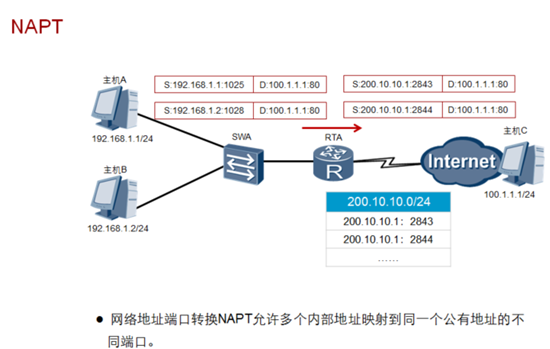 NAPT
主机A
S:192.168.1.1:1025 D:100.1.1.1:80
S:200.10.10.1:2843 D:100.1.1.1:80
S:192.168.1.2:1028 D:100.1.1.1:80
S:200.10.10.1:2844 D:100.1.1.1:80
192.168.1.1/24
SWA
RTA
主机C
R
Internet
主机B
100.1.1.1/24
200.10.10.0/24
200.10.10.1：2843
200.10.10.1：2844
……
192.168.1.2/24
● 网络地址端口转换NAPT允许多个内部地址映射到同一个公有地址的不
同端口。